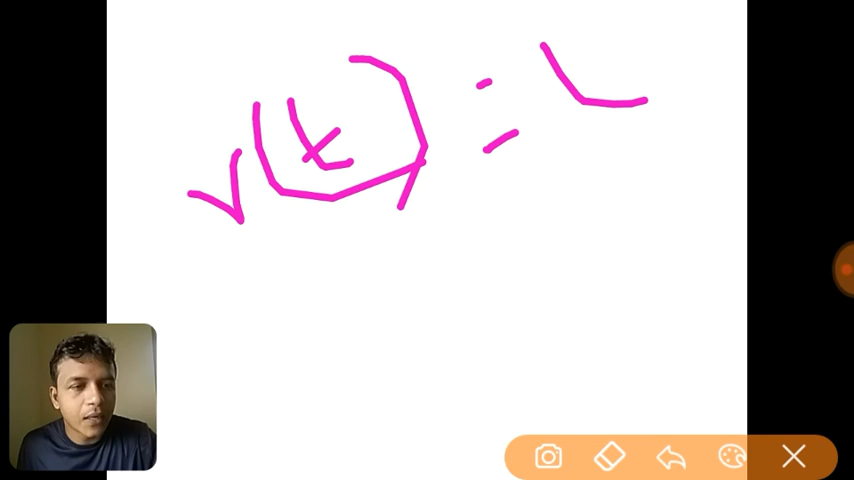 v(t) = L